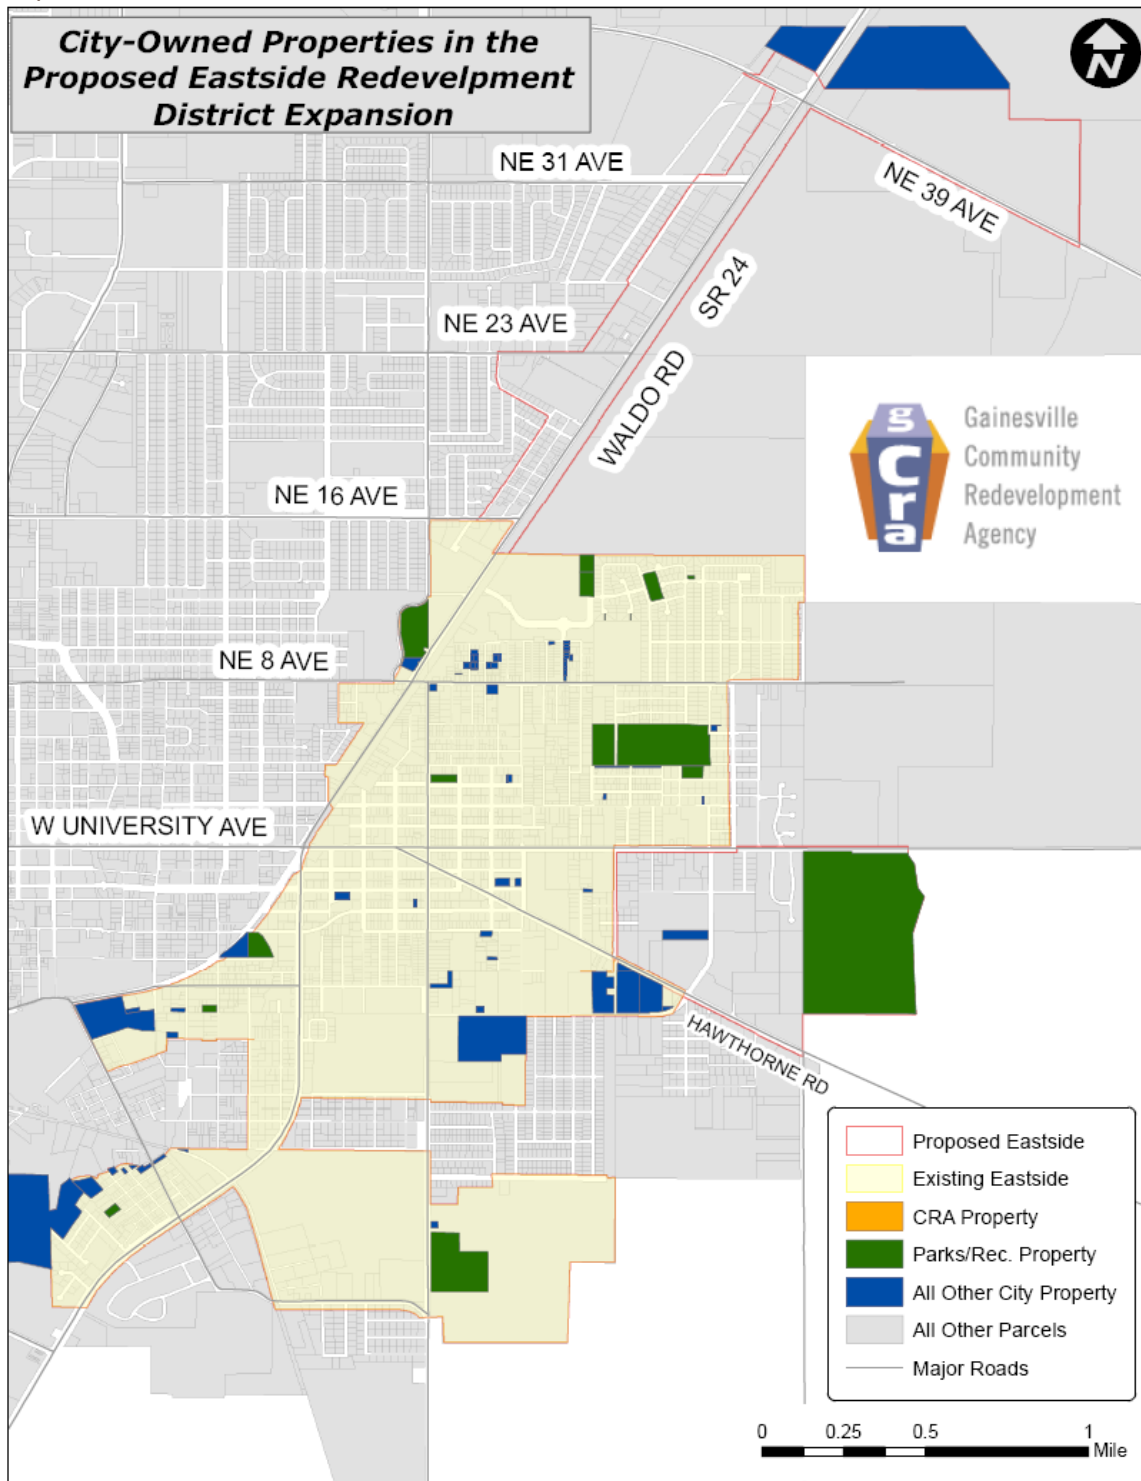 City-Owned Properties in the
Proposed Eastside Redevelpment
District Expansion
N
NE 31 AVE
NE 39 AVE
SR 24
NE 23 AVE
WALDO RD
g
c
r
a
Gainesville
Community
Redevelopment
Agency
NE 16 AVE
NE 8 AVE
W UNIVERSITY AVE
HAWTHORNE RD
Proposed Eastside
Existing Eastside
CRA Property
Parks/Rec. Property
All Other City Property
All Other Parcels
Major Roads
0 0.25 0.5 1
Mile